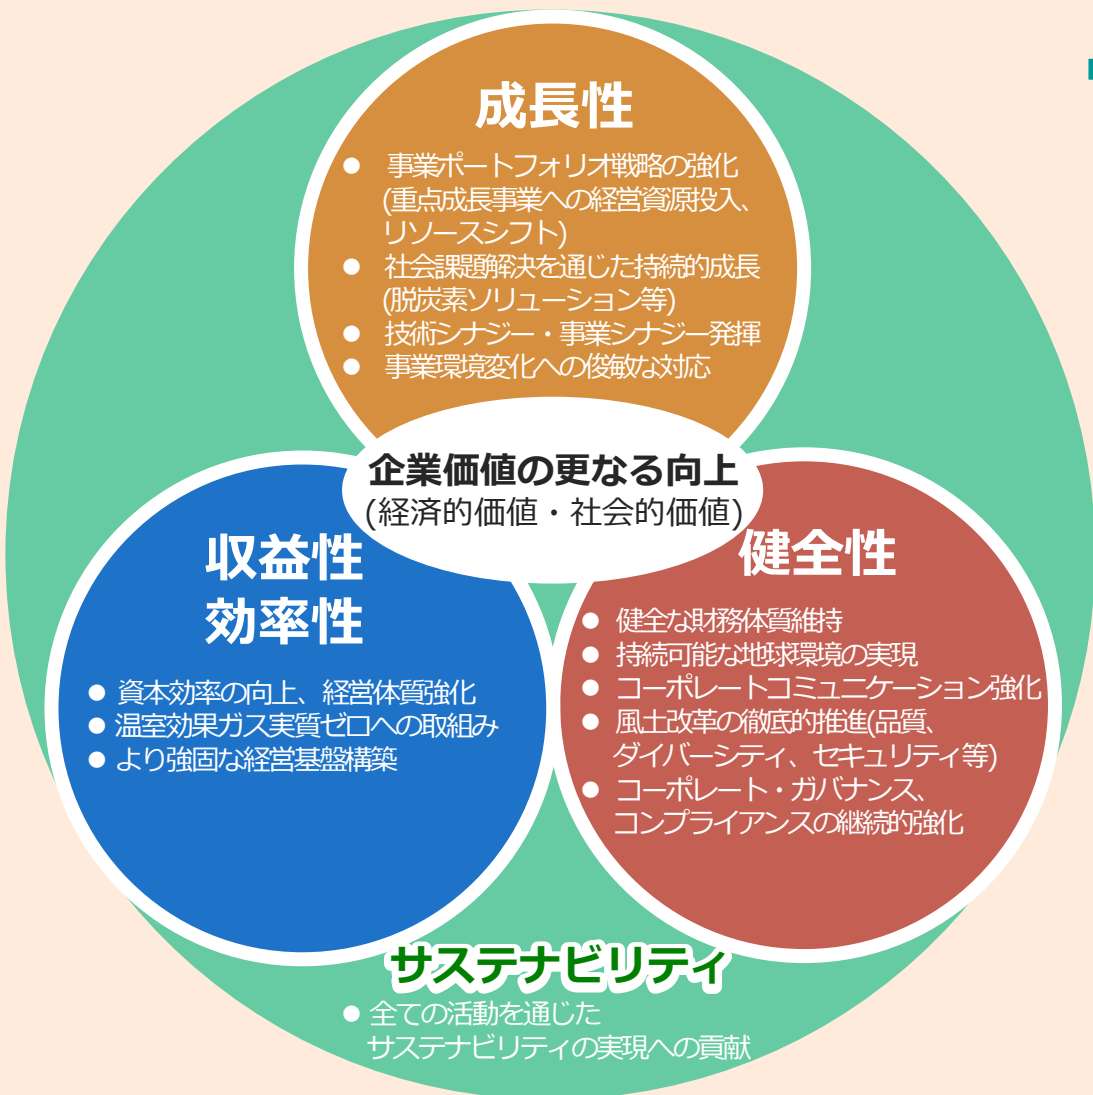 成長性
● 事業ポートフォリオ戦略の強化
(重点成長事業への経営資源投入、
リソースシフト)
● 社会課題解決を通じた持続的成長
(脱炭素ソリューション等)
● 技術シナジー・事業シナジー発揮
● 事業環境変化への俊敏な対応
企業価値の更なる向上
(経済的価値・社会的価値)
収益性
効率性
● 資本効率の向上、経営体質強化
● 温室効果ガス実質ゼロへの取組み
● より強固な経営基盤構築
健全性
● 健全な財務体質維持
● 持続可能な地球環境の実現
● コーポレートコミュニケーション強化
● 風土改革の徹底的推進(品質、
ダイバーシティ、セキュリティ等)
● コーポレート・ガバナンス、
コンプライアンスの継続的強化
サステナビリティ
● 全ての活動を通じた
サステナビリティの実現への貢献